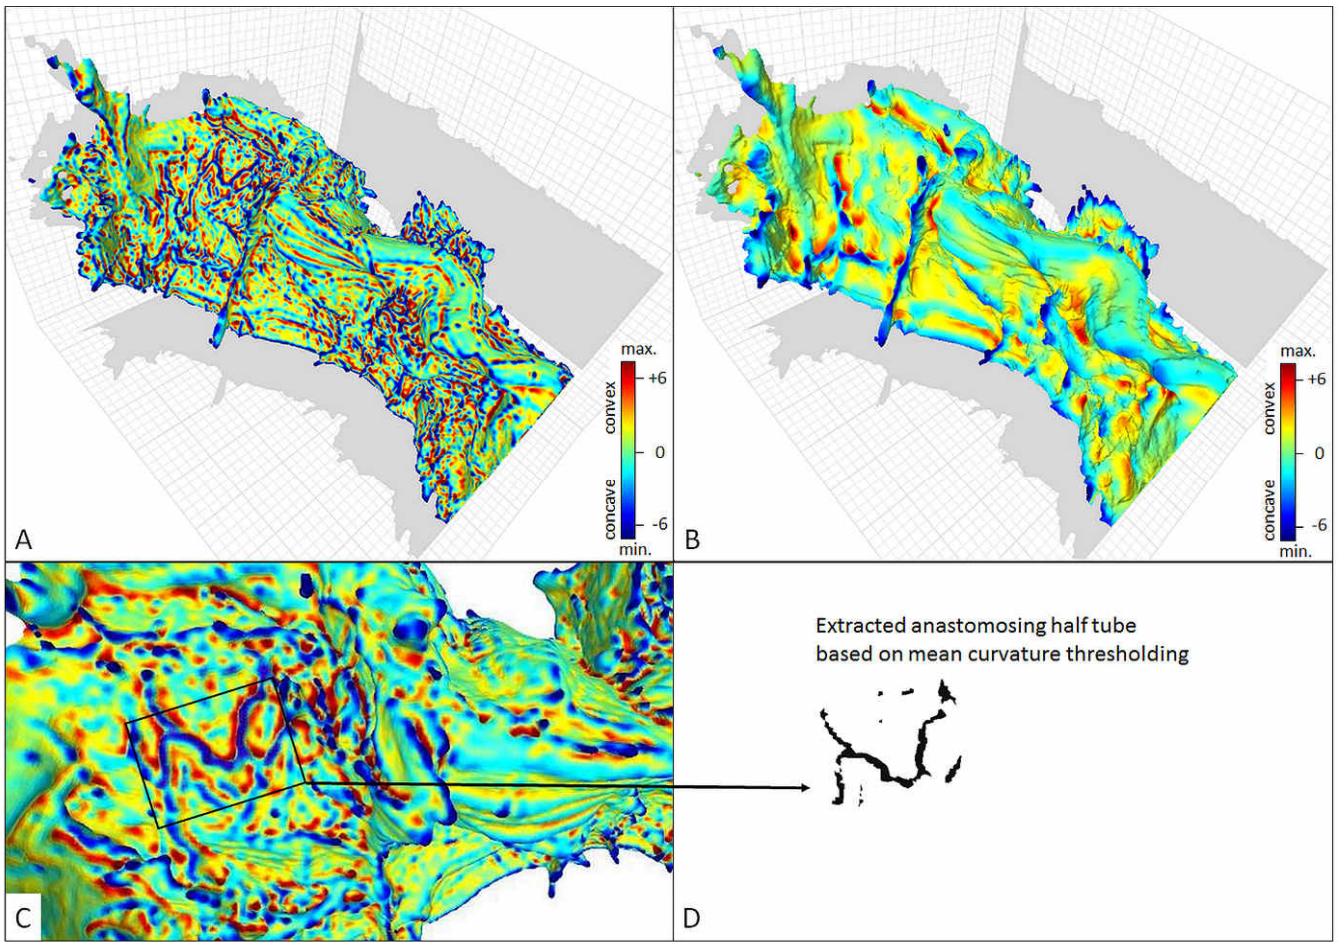 max.
+6
convex
0
concave
-6
min.
A
max.
+6
convex
0
concave
-6
min.
B
C
Extracted anastomosing half tube
based on mean curvature thresholding
D